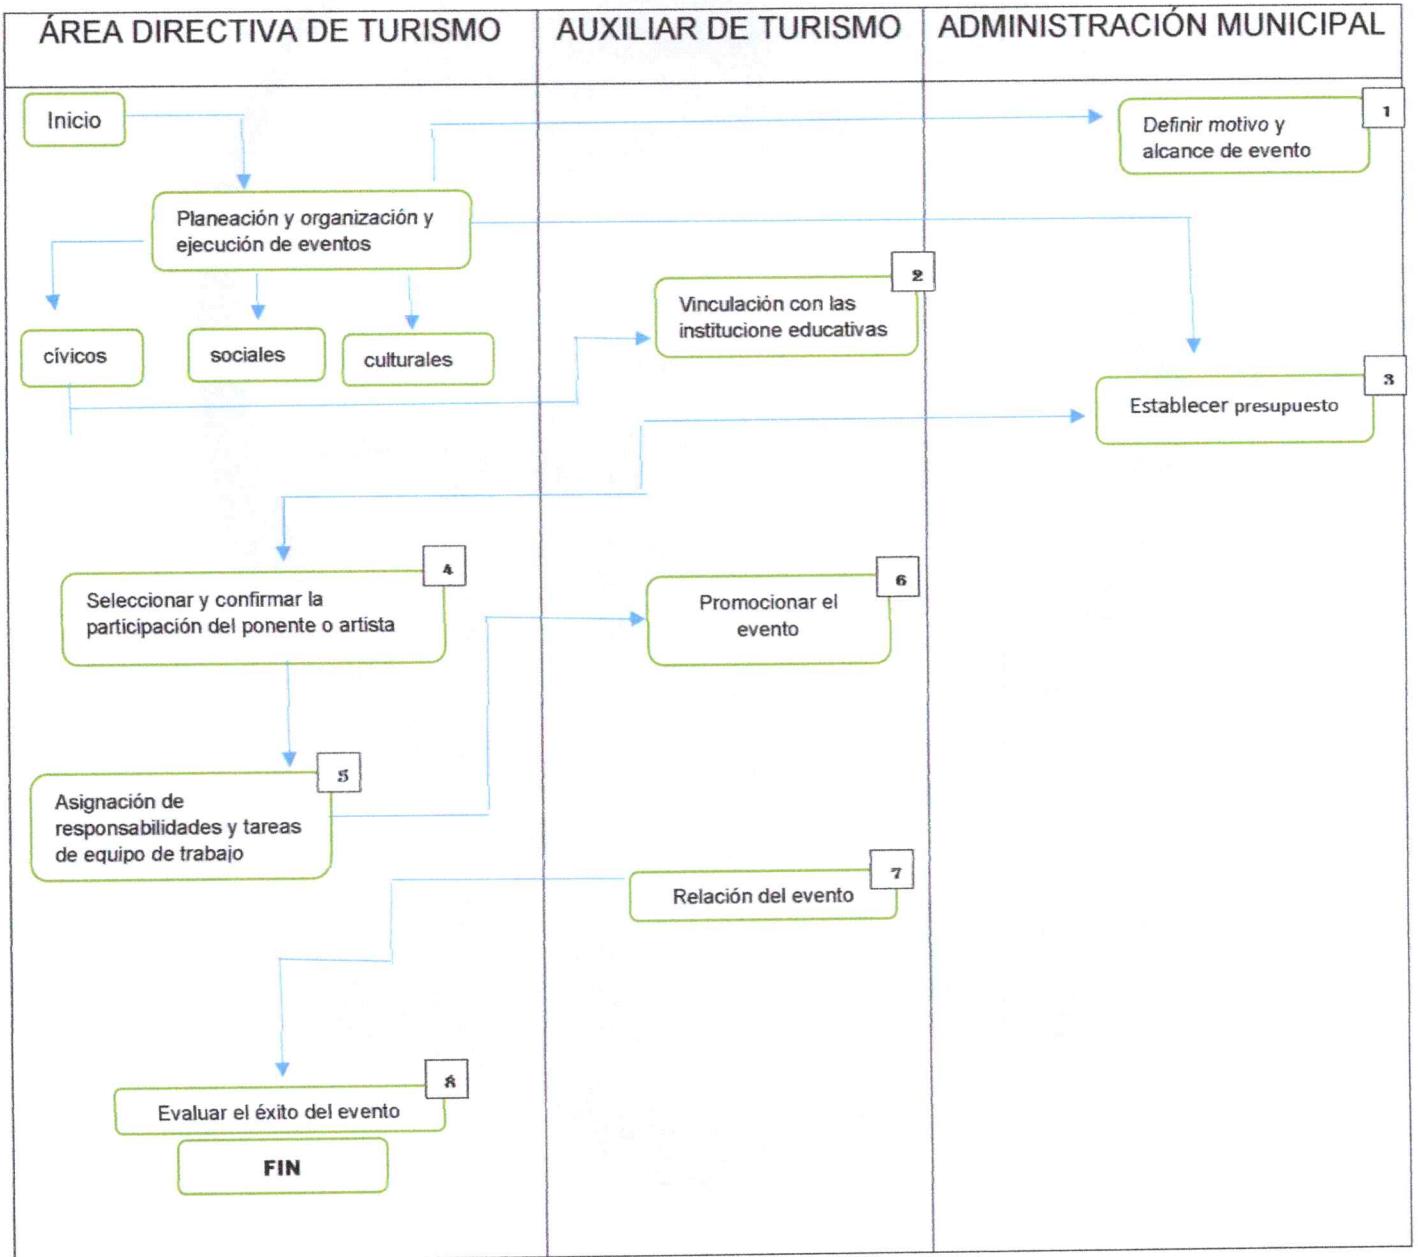 ÁREA DIRECTIVA DE TURISMO
AUXILIAR DE TURISMO
ADMINISTRACIÓN MUNICIPAL
Inicio
1
Definir motivo y
alcance de evento
Planeación y organización y
ejecución de eventos
2
Vinculación con las
institucione educativas
cívicos
sociales
culturales
3
Establecer presupuesto
4
Seleccionar y confirmar la
participación del ponente o artista
6
Promocionar el
evento
5
Asignación de
responsabilidades y tareas
de equipo de trabajo
7
Relación del evento
8
Evaluar el éxito del evento
FIN